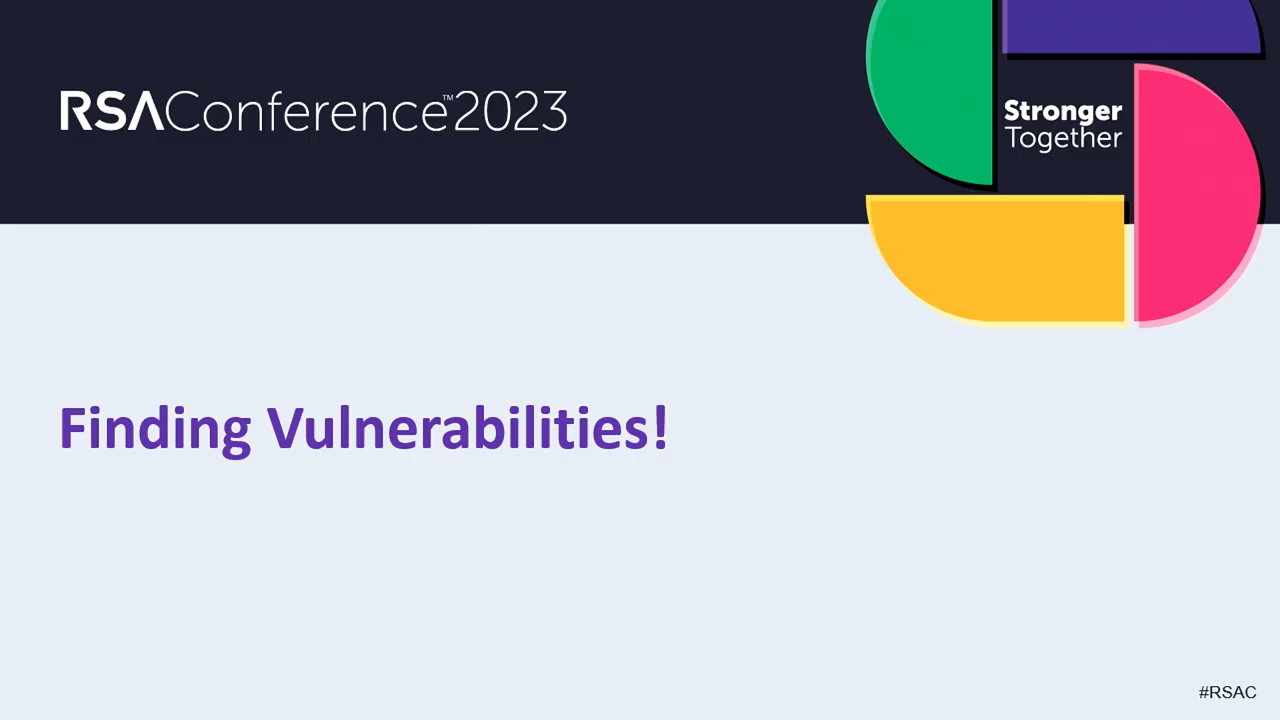 RSAConference™2023
Stronger
Together
Finding Vulnerabilities!
#RSAC